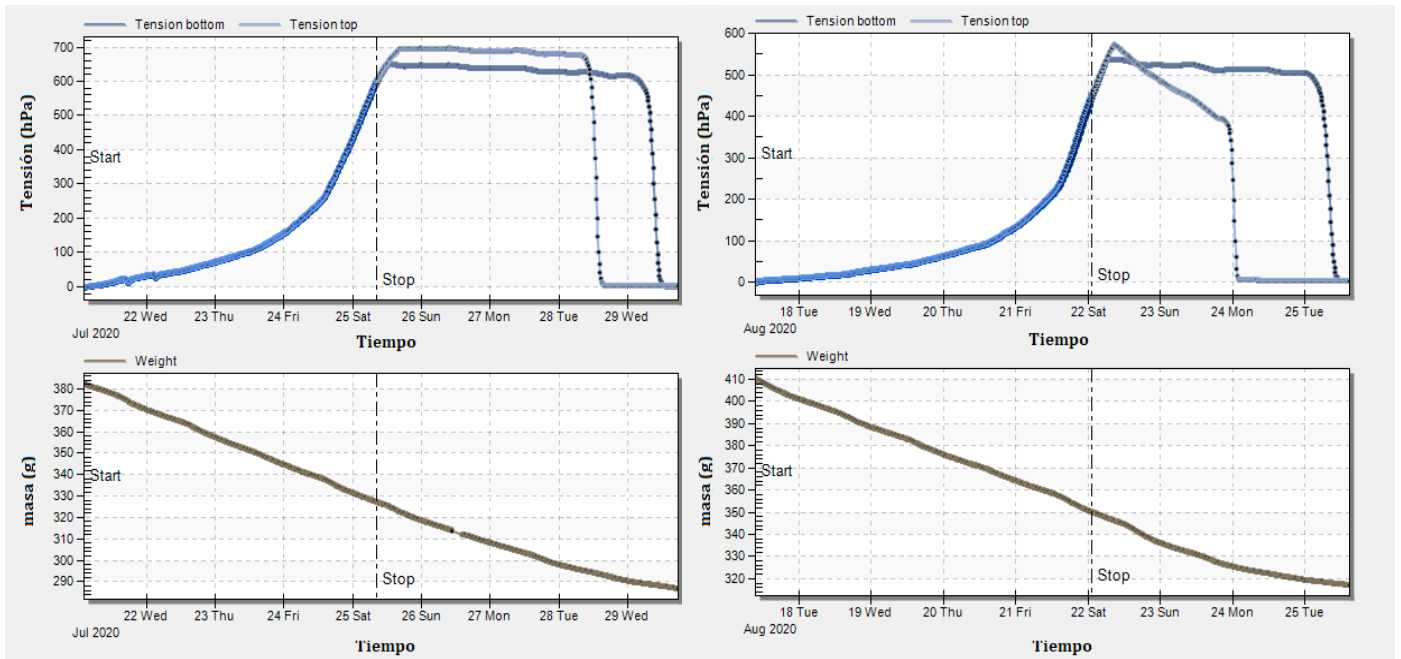 Tension bottom Tension top
700
600
500
400
300
200
100
0
Tensión (hPa)
Start
Stop
22 Wed 23 Thu 24 Fri 25 Sat 26 Sun 27 Mon 28 Tue 29 Wed
Jul 2020
Tiempo
Weight
380
370
360
350
340
330
320
310
300
290
masa (g)
Start
Stop
22 Wed 23 Thu 24 Fri 25 Sat 26 Sun 27 Mon 28 Tue 29 Wed
Jul 2020
Tiempo
Tension bottom Tension top
600
500
400
300
200
100
0
Tensión (hPa)
Start
Stop
18 Tue 19 Wed 20 Thu 21 Fri 22 Sat 23 Sun 24 Mon 25 Tue
Aug 2020
Tiempo
Weight
410
400
390
380
370
360
350
340
330
320
masa (g)
Start
Stop
18 Tue 19 Wed 20 Thu 21 Fri 22 Sat 23 Sun 24 Mon 25 Tue
Aug 2020
Tiempo